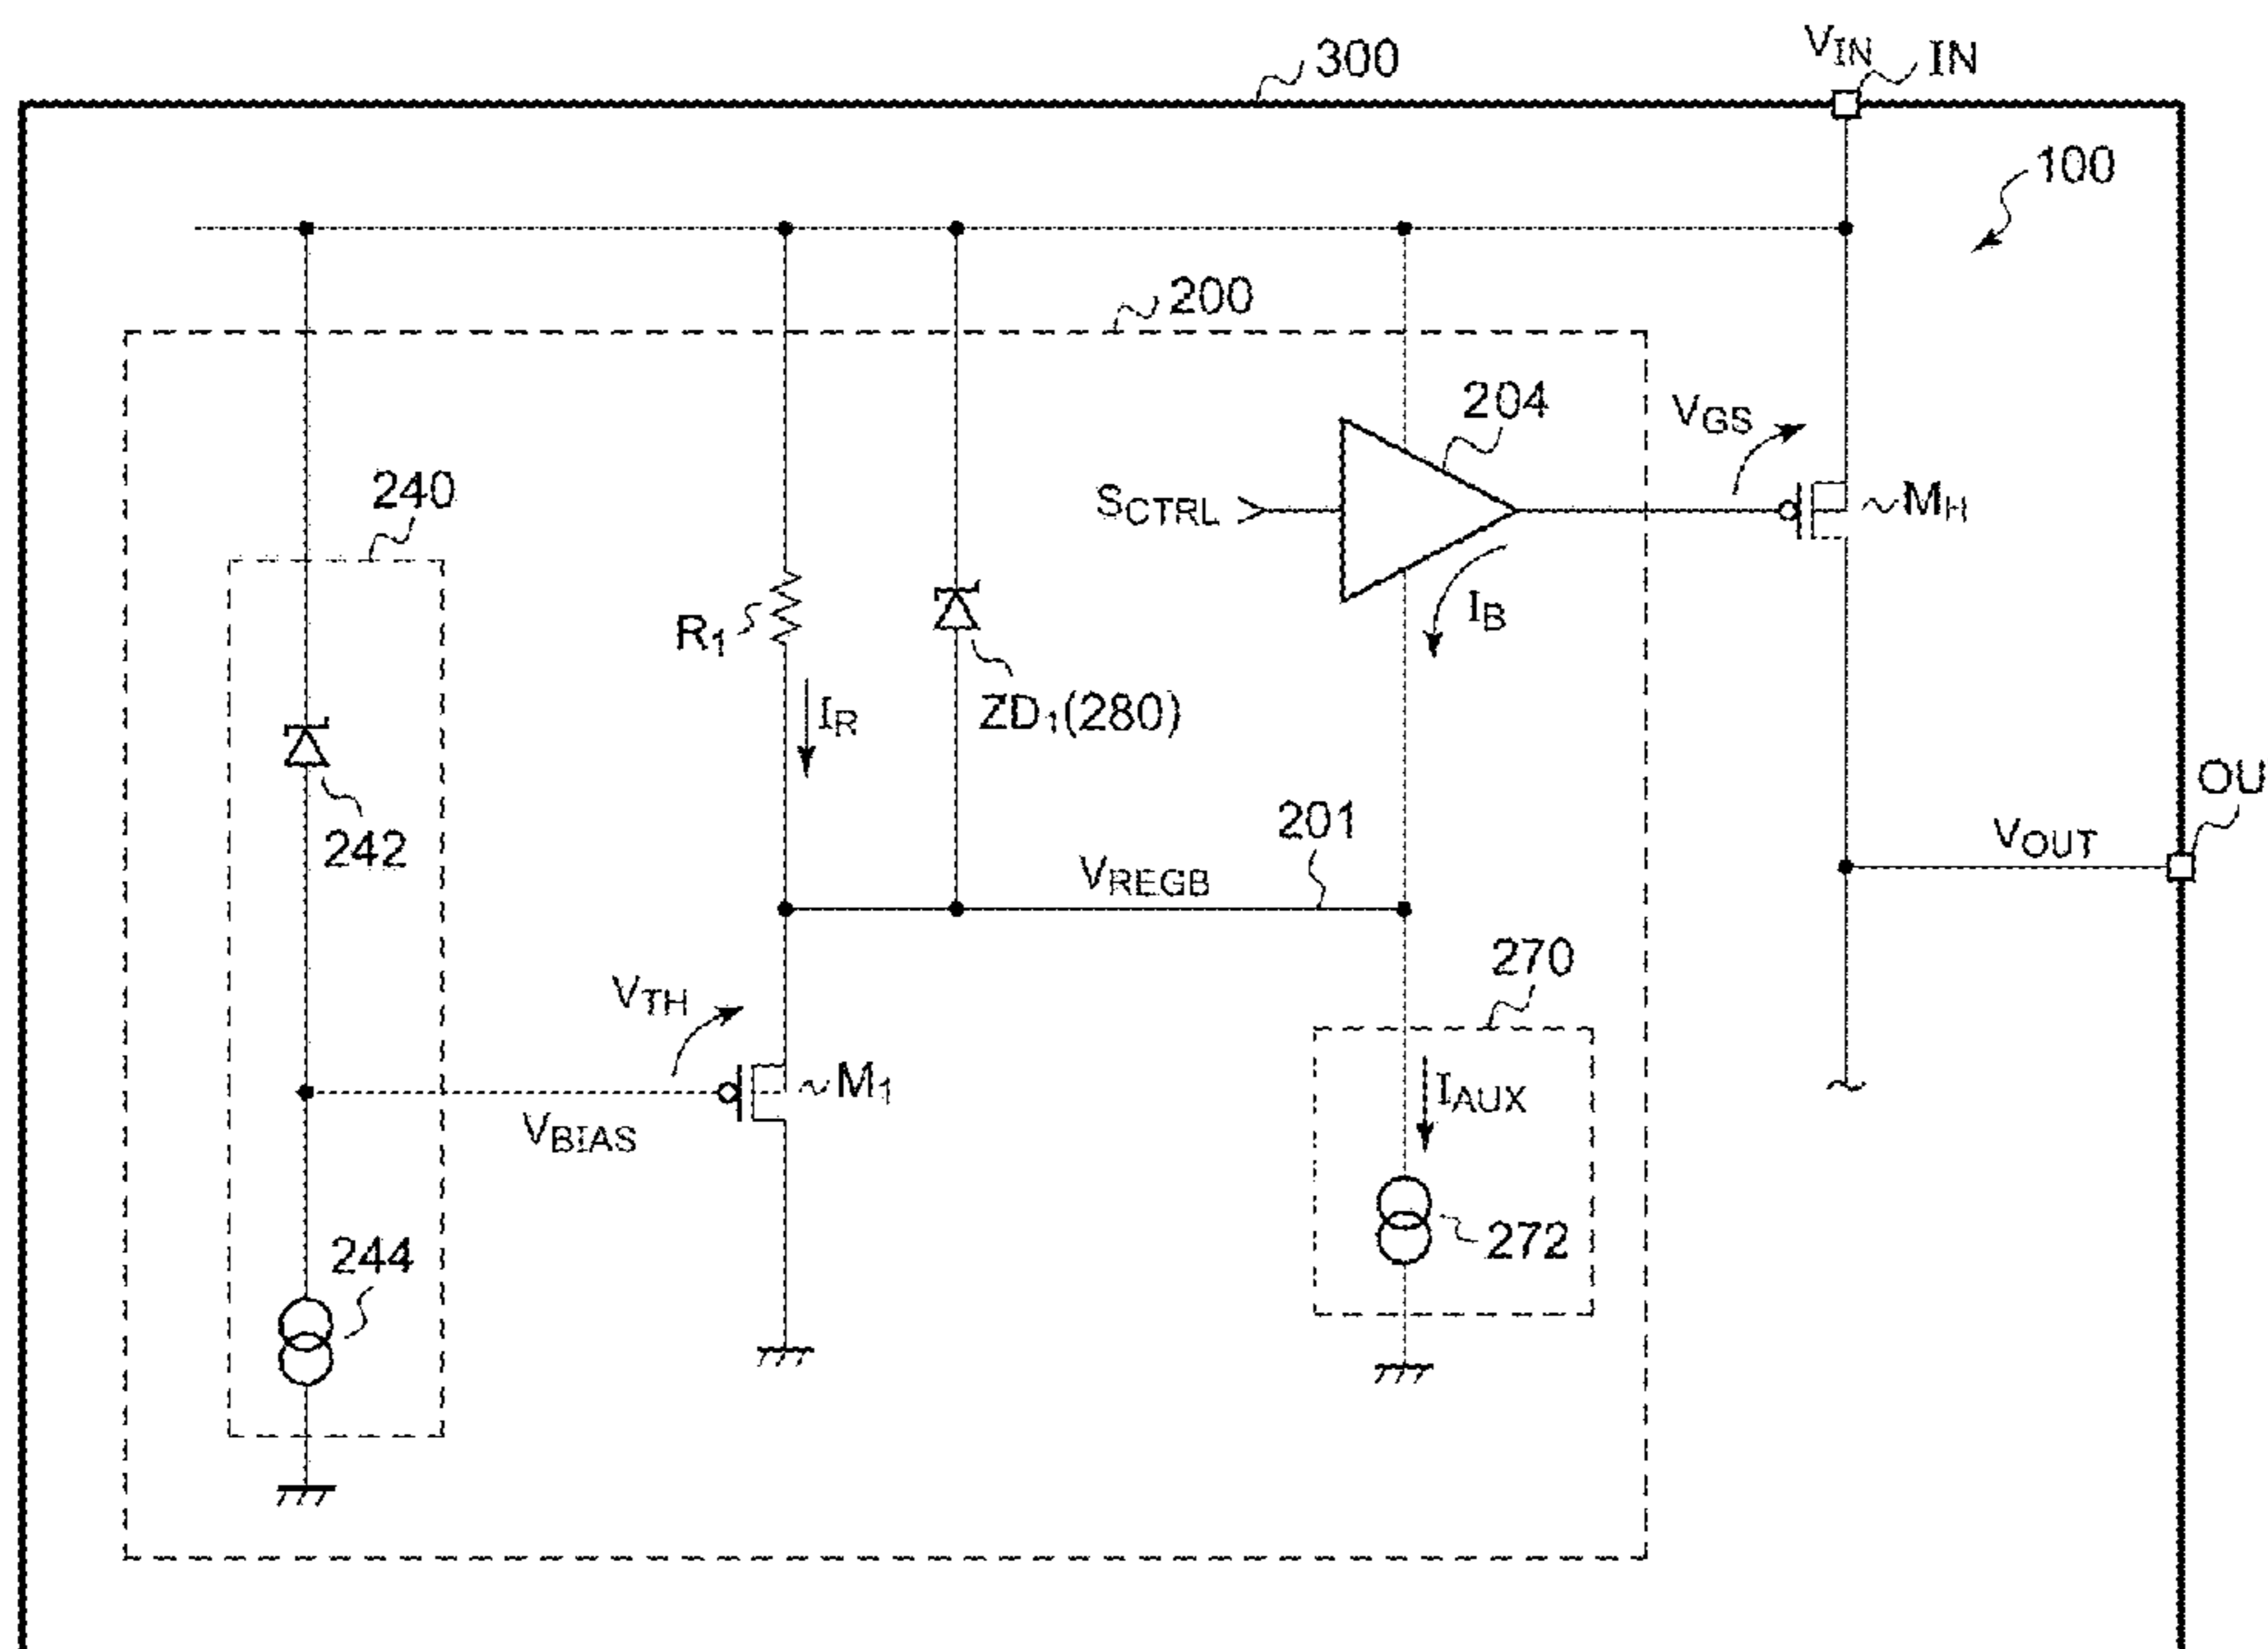 300
VIN
IN
100
200
204
VGS
240
SCTRL
MH
R1
IB
IR
ZD1(280)
OU
242
201
VOUT
VREGB
270
VTH
M1
IAUX
VBIAS
244
272